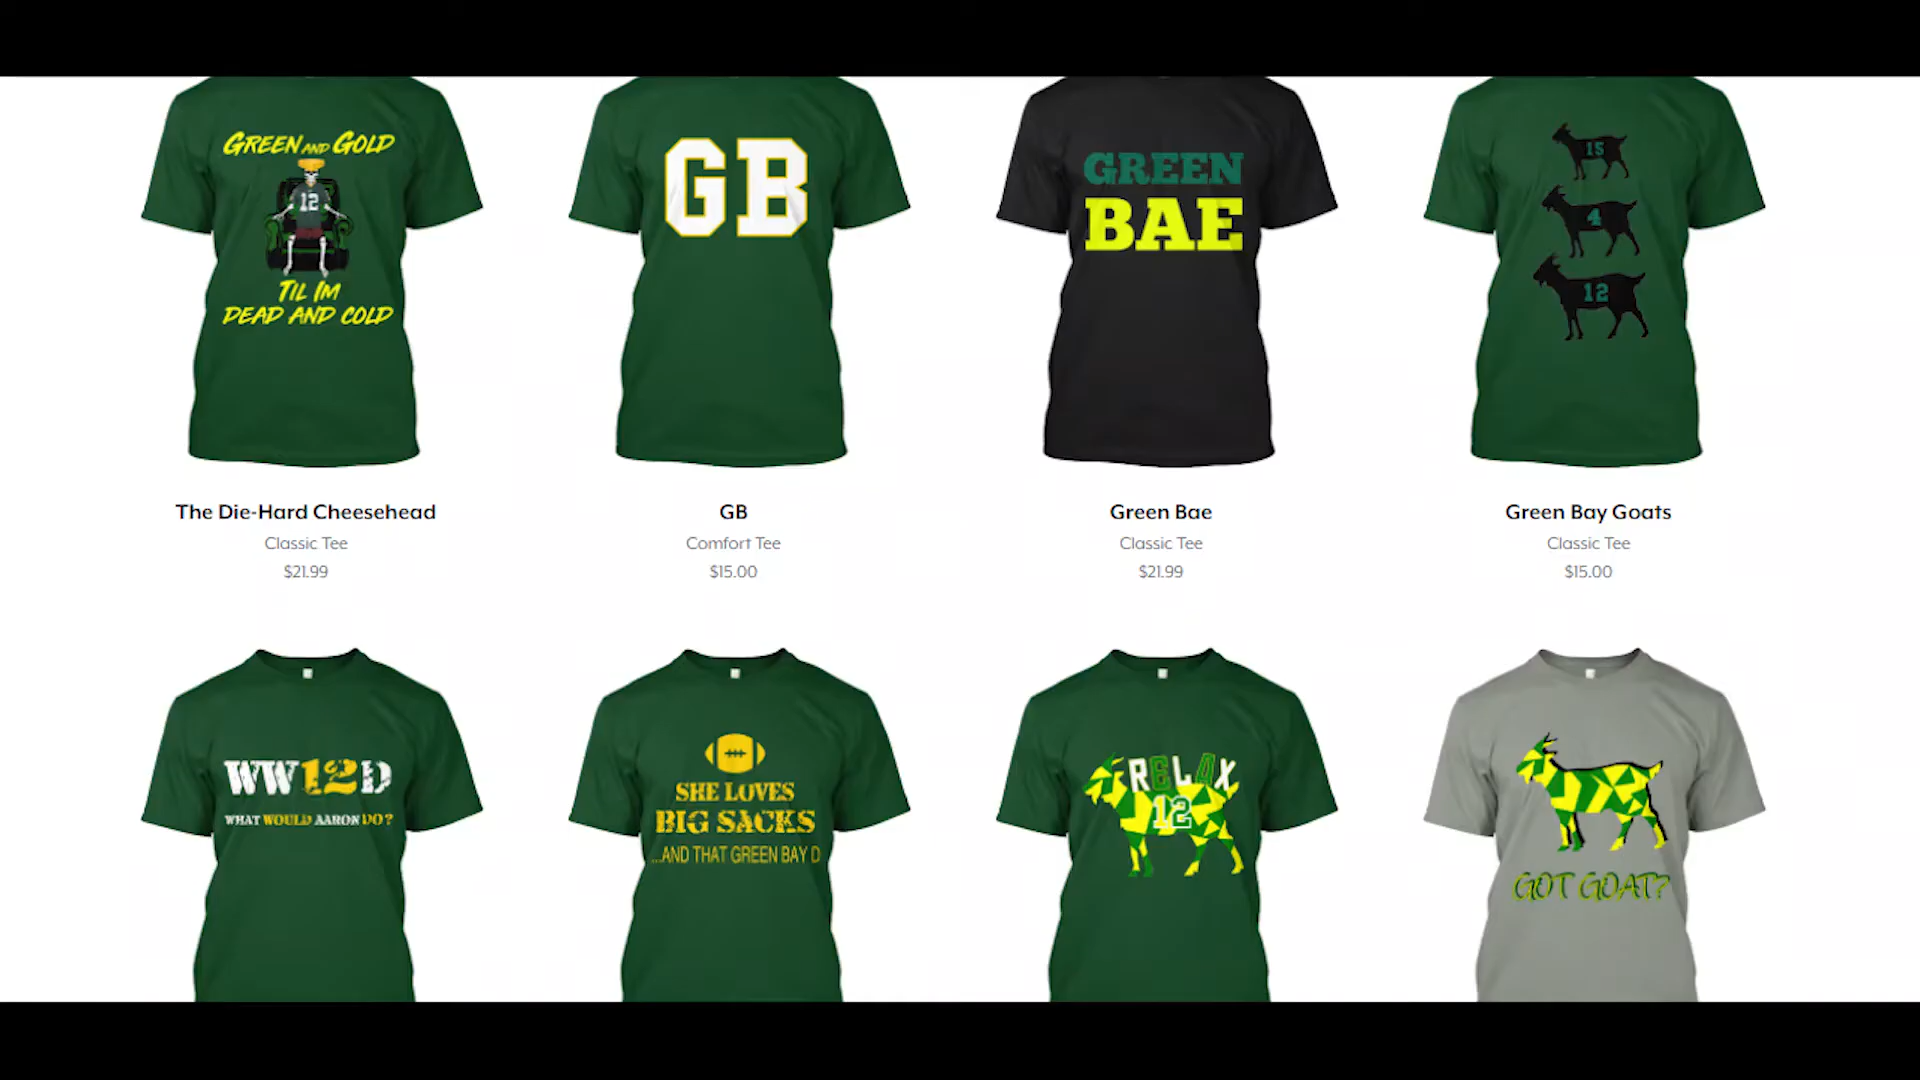 GREEN AND GOLD
12
TIL IM
DEAD AND COLD
GB
GREEN
BAE
15
4
12
The Die-Hard Cheesehead
Classic Tee
$21.99
GB
Comfort Tee
$15.00
Green Bae
Classic Tee
$21.99
Green Bay Goats
Classic Tee
$15.00
WW12D
WHAT WOULD AARON DO?
SHE LOVES
BIG SACKS
...AND THAT GREEN BAY D
RELAX
12
GOT GOAT?